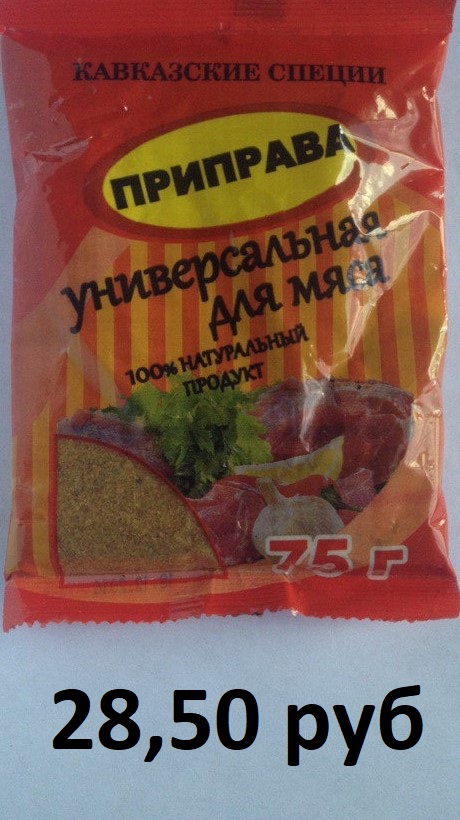 КАВКАЗСКИЕ СПЕЦИИ
ПРИПРАВА
универсальная
для мяса
100% НАТУРАЛЬНЫЙ
ПРОДУКТ
75 г
28,50 руб